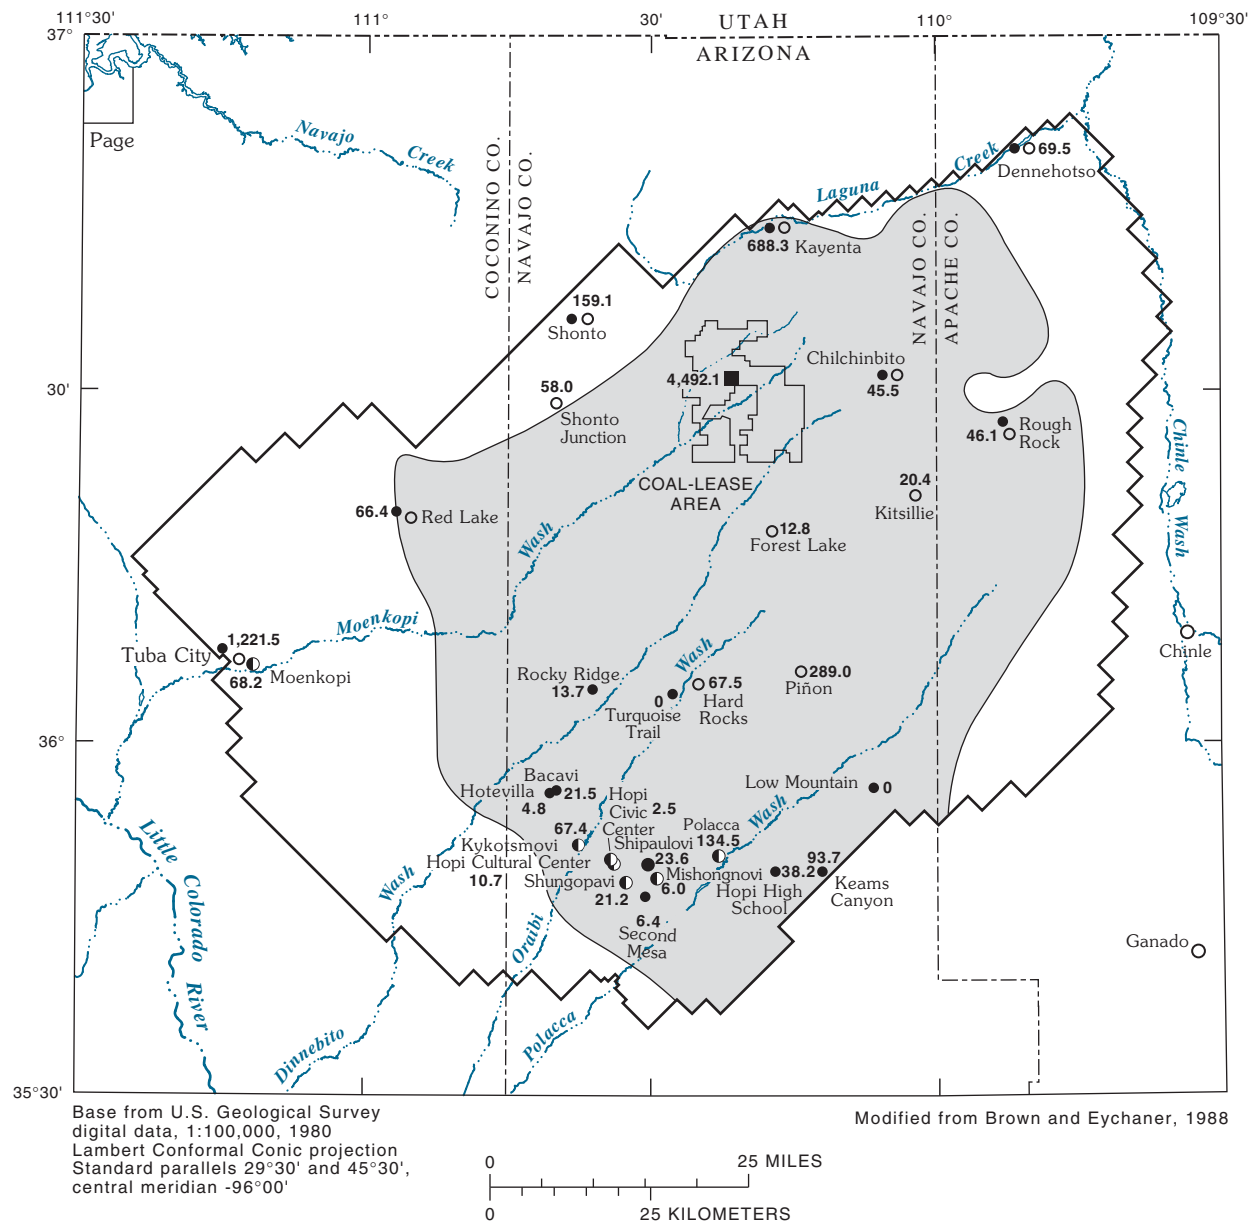 111°30'
111°
30'
110°
109°30'
37°
UTAH
ARIZONA
Page
Navajo
Creek
COCONINO CO.
NAVAJO CO.
Laguna
Creek
69.5
Dennehotso
688.3
Kayenta
NAVAJO CO.
APACHE CO.
159.1
Shonto
30'
58.0
Shonto
Junction
4,492.1
Chilchinbito
45.5
46.1
Rough
Rock
COAL-LEASE
AREA
20.4
Kitsillie
Chinle
Wash
66.4
Red Lake
Wash
12.8
Forest Lake
Moenkopi
1,221.5
Tuba City
68.2
Moenkopi
Chinle
Rocky Ridge
13.7
Wash
0
67.5
Hard
Rocks
Turquoise
Trail
289.0
Piñon
36°
Bacavi
Hotevilla
21.5
4.8
Hopi
Civic
Center
2.5
Low Mountain
0
Wash
67.4
Kykotsmovi
Shipaulovi
Polacca
134.5
Hopi Cultural Center
10.7
23.6
Mishongnovi
6.0
Shungopavi
21.2
38.2
Hopi High
School
93.7
Keams
Canyon
6.4
Second
Mesa
Little
Colorado
River
Wash
Dinnebito
Oraibi
Polacca
Ganado
35°30'
Base from U.S. Geological Survey
digital data, 1:100,000, 1980
Lambert Conformal Conic projection
Standard parallels 29°30' and 45°30',
central meridian -96°00'
Modified from Brown and Eychaner, 1988
0
25 MILES
0
25 KILOMETERS